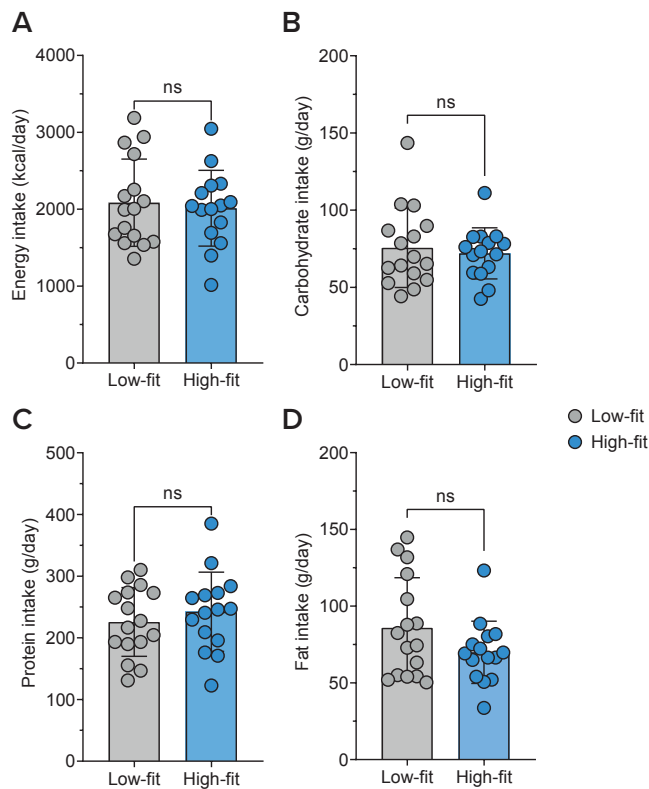 A
Energy intake (kcal/day)
4000
3000
2000
1000
0
ns
Low-fit
High-fit
B
Carbohydrate intake (g/day)
200
150
100
50
0
ns
Low-fit
High-fit
C
Protein intake (g/day)
500
400
300
200
100
0
ns
Low-fit
High-fit
D
Fat intake (g/day)
200
150
100
50
0
ns
Low-fit
High-fit
Low-fit
High-fit